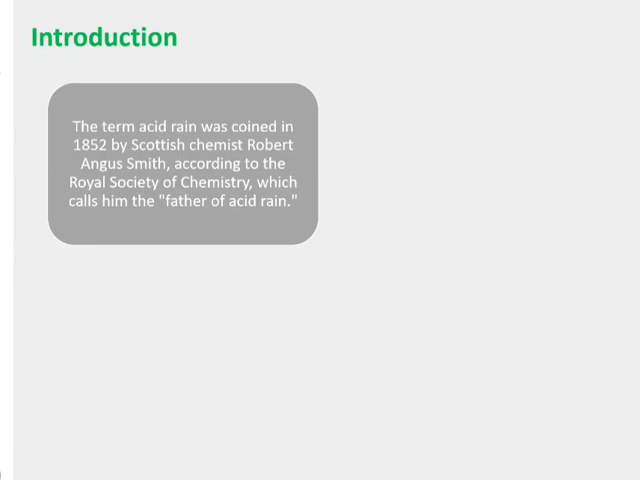 Introduction
The term acid rain was coined in
1852 by Scottish chemist Robert
Angus Smith, according to the
Royal Society of Chemistry, which
calls him the "father of acid rain."